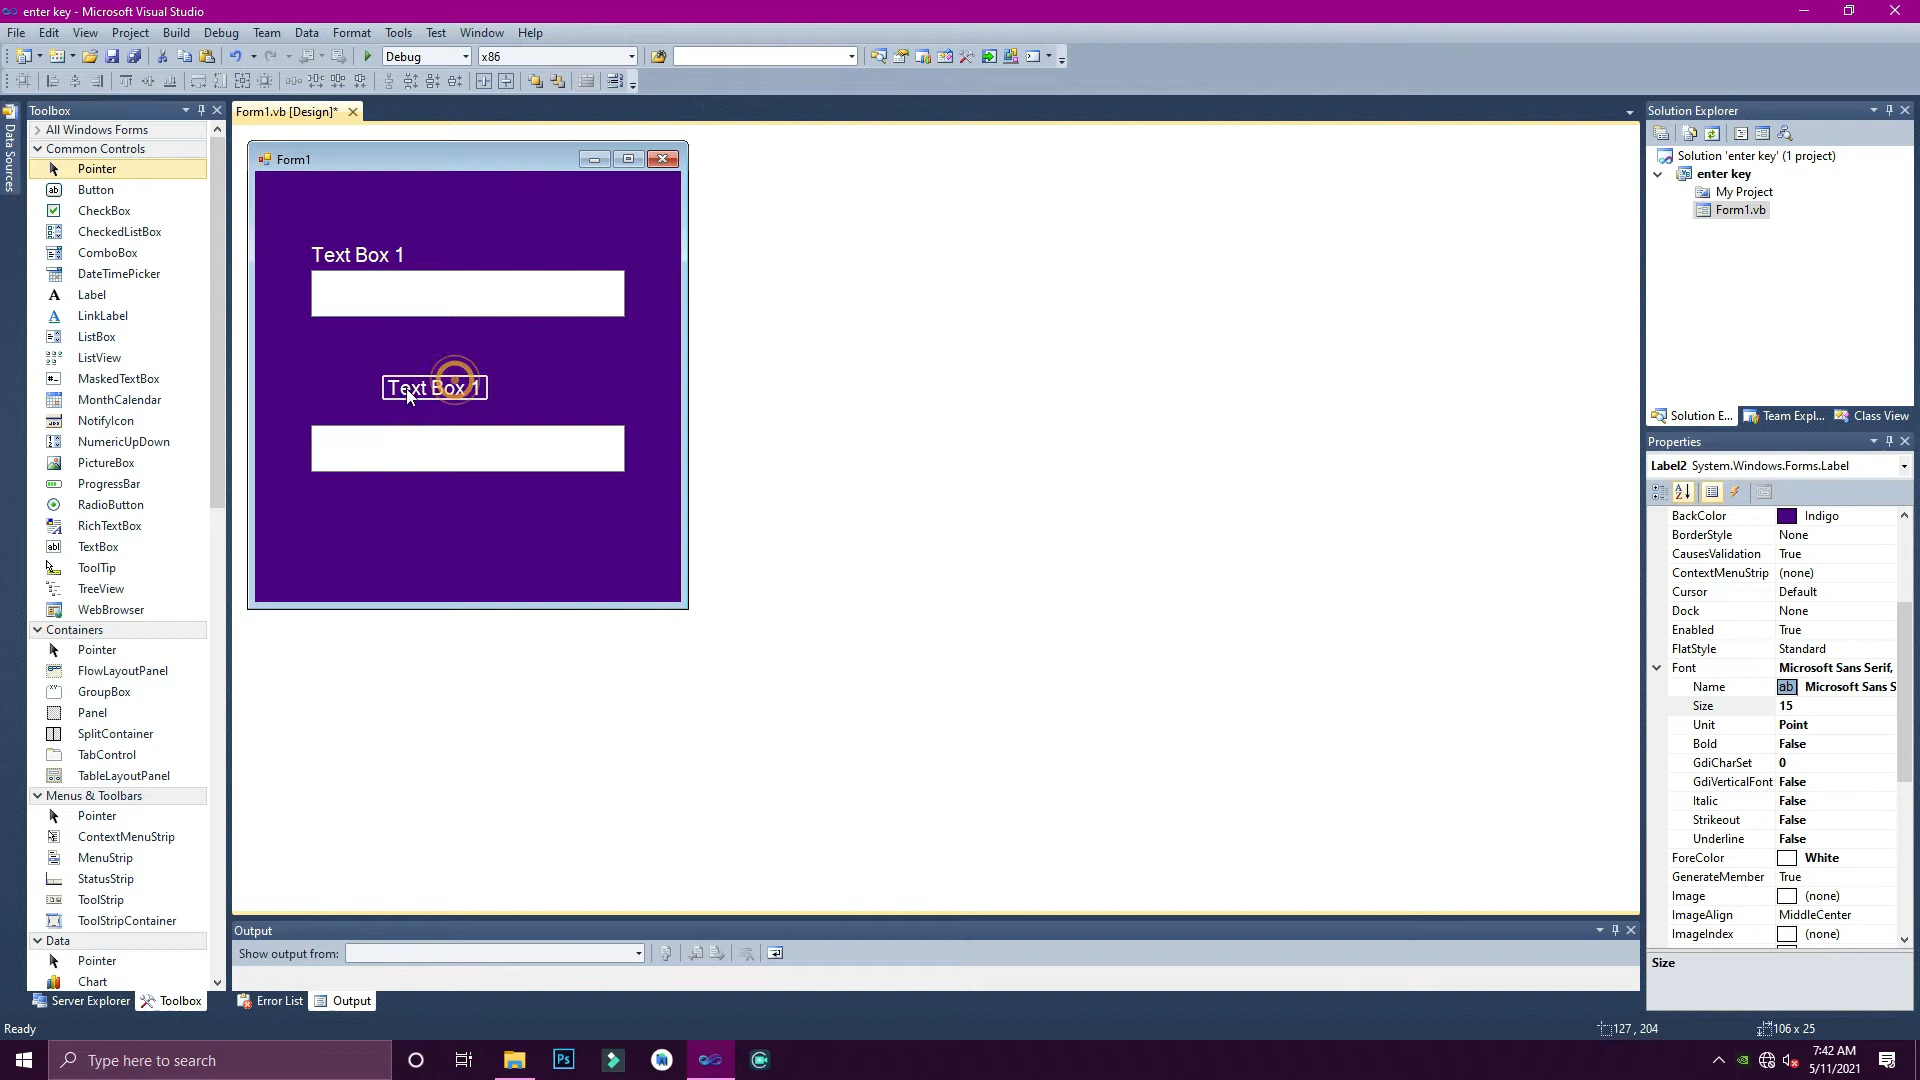 enter key - Microsoft Visual Studio
File Edit View Project Build Debug Team Data Format Tools Test Window Help
Debug x86
Data Sources
Toolbox
All Windows Forms
Common Controls
Pointer
Button
CheckBox
CheckedListBox
ComboBox
DateTimePicker
Label
LinkLabel
ListBox
ListView
MaskedTextBox
MonthCalendar
NotifyIcon
NumericUpDown
PictureBox
ProgressBar
RadioButton
RichTextBox
TextBox
ToolTip
TreeView
WebBrowser
Containers
Pointer
FlowLayoutPanel
GroupBox
Panel
SplitContainer
TabControl
TableLayoutPanel
Menus & Toolbars
Pointer
ContextMenuStrip
MenuStrip
StatusStrip
ToolStrip
ToolStripContainer
Data
Pointer
Chart
Server Explorer Toolbox
Form1.vb [Design]*
Form1
Text Box 1
Text Box 1
Output
Show output from:
Error List Output
Solution Explorer
Solution 'enter key' (1 project)
enter key
My Project
Form1.vb
Solution E... Team Expl... Class View
Properties
Label2 System.Windows.Forms.Label
BackColor Indigo
BorderStyle None
CausesValidation True
ContextMenuStrip (none)
Cursor Default
Dock None
Enabled True
FlatStyle Standard
Font Microsoft Sans Serif,
Name ab Microsoft Sans S
Size 15
Unit Point
Bold False
GdiCharSet 0
GdiVerticalFont False
Italic False
Strikeout False
Underline False
ForeColor White
GenerateMember True
Image (none)
ImageAlign MiddleCenter
ImageIndex (none)
Size
Ready 127 , 204 106 x 25
Type here to search
Ps
7:42 AM
5/11/2021